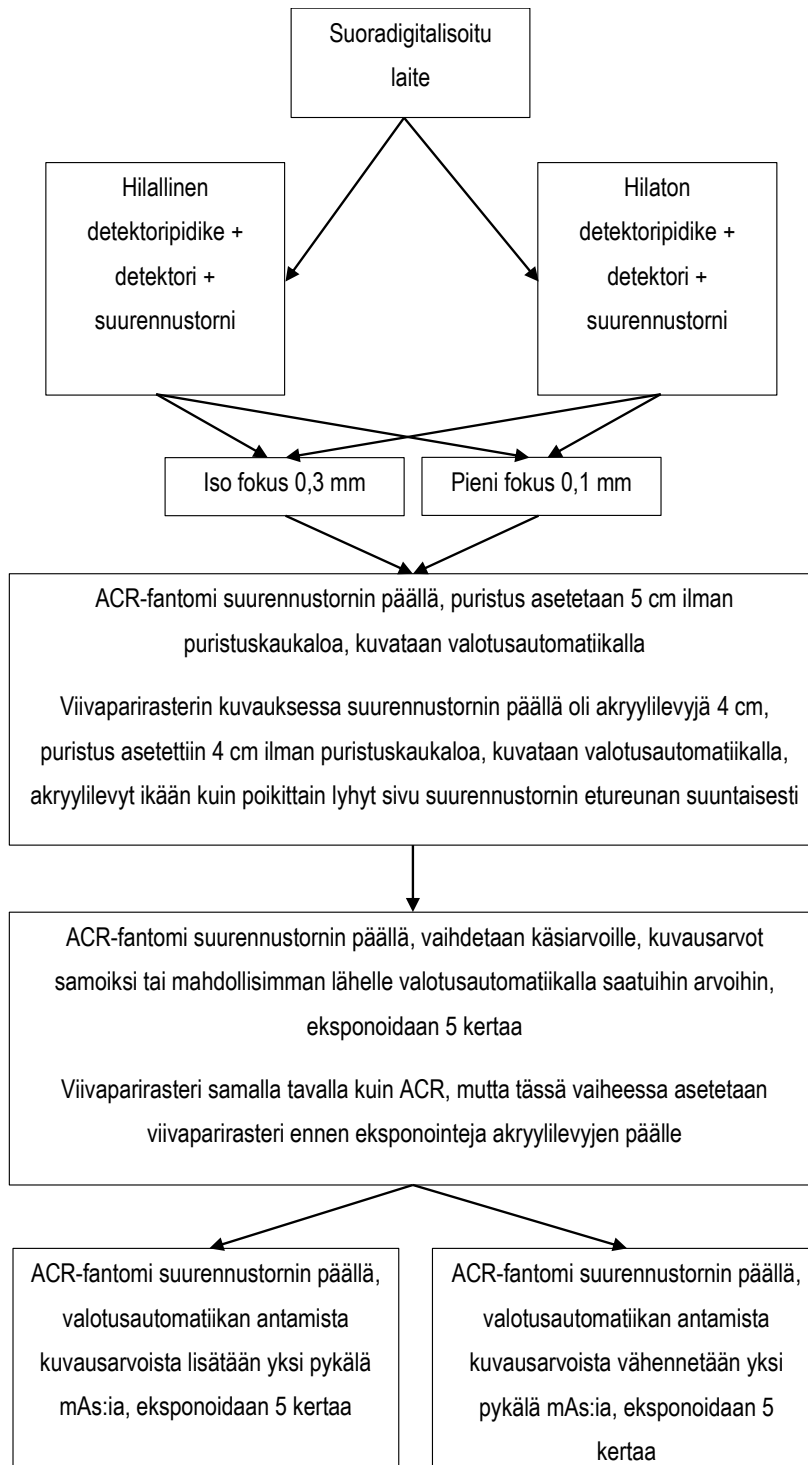 Suoradigitalisoitu
laite
Hilallinen
detektoripidike +
detektori +
suurennustorni
Hilaton
detektoripidike +
detektori +
suurennustorni
Iso fokus 0,3 mm
Pieni fokus 0,1 mm
ACR-fantomi suurennustornin päällä, puristus asetetaan 5 cm ilman
puristuskaukaloa, kuvataan valotusautomatiikalla
Viivaparirasterin kuvauksessa suurennustornin päällä oli akryylilevyjä 4 cm,
puristus asetettiin 4 cm ilman puristuskaukaloa, kuvataan valotusautomatiikalla,
akryylilevyt ikään kuin poikittain lyhyt sivu suurennustornin etureunan suuntaisesti
ACR-fantomi suurennustornin päällä, vaihdetaan käsiarvoille, kuvausarvot
samoiksi tai mahdollisimman lähelle valotusautomatiikalla saatuihin arvoihin,
eksponoidaan 5 kertaa
Viivaparirasteri samalla tavalla kuin ACR, mutta tässä vaiheessa asetetaan
viivaparirasteri ennen eksponointeja akryylilevyjen päälle
ACR-fantomi suurennustornin päällä,
valotusautomatiikan antamista
kuvausarvoista lisätään yksi pykälä
mAs:ia, eksponoidaan 5 kertaa
ACR-fantomi suurennustornin päällä,
valotusautomatiikan antamista
kuvausarvoista vähennetään yksi
pykälä mAs:ia, eksponoidaan 5
kertaa